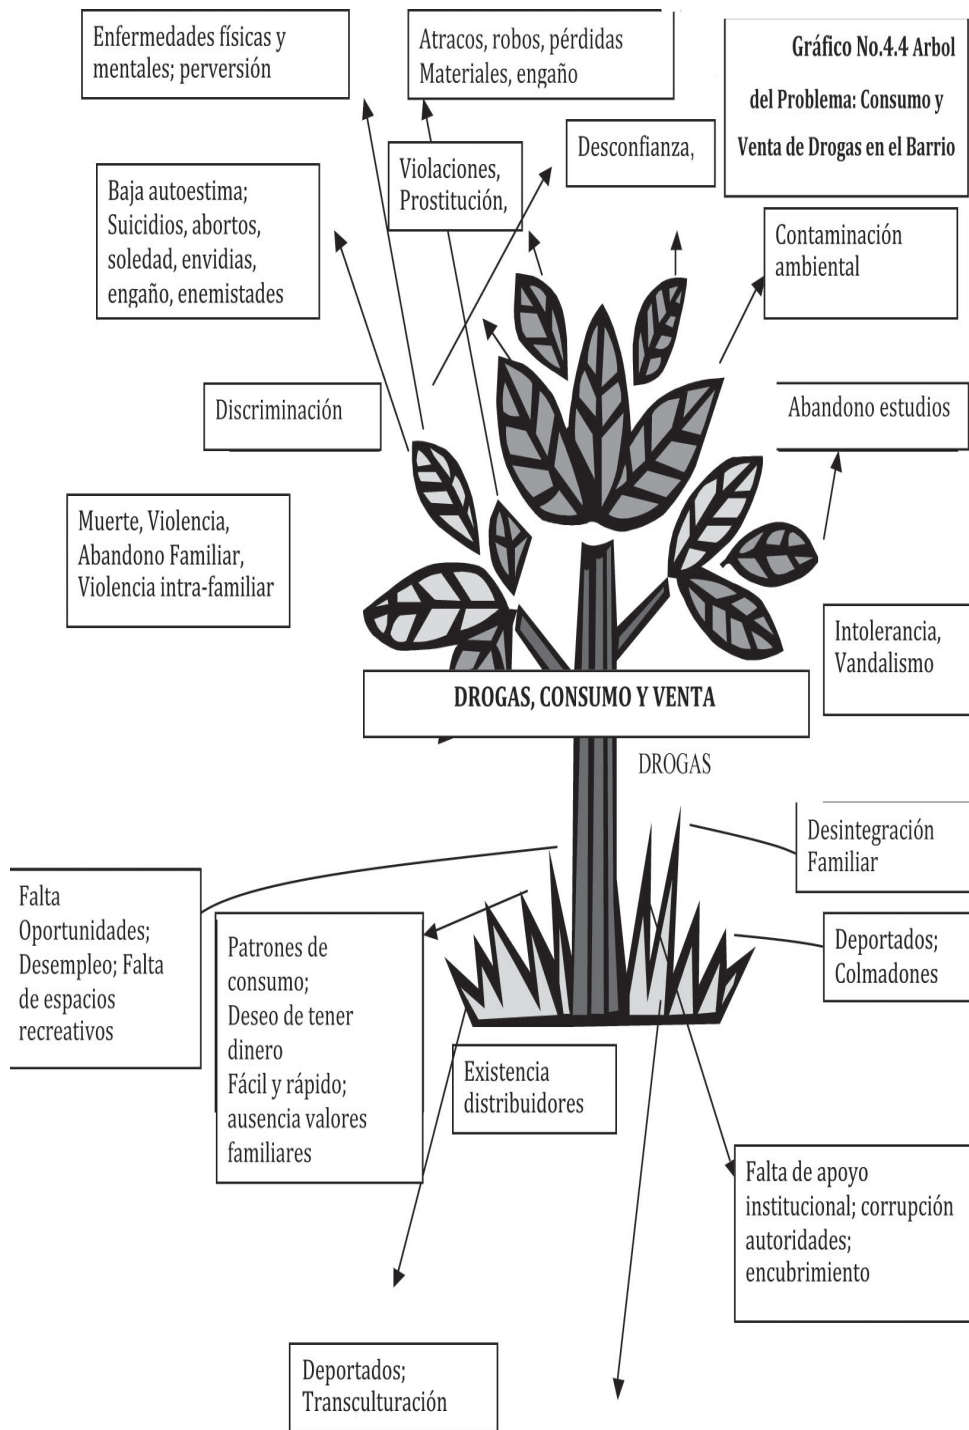 Enfermedades físicas y
mentales; perversión
Atracos, robos, pérdidas
Materiales, engaño
Gráfico No.4.4 Arbol
del Problema: Consumo y
Venta de Drogas en el Barrio
Desconfianza,
Violaciones,
Prostitución,
Baja autoestima;
Suicidios, abortos,
soledad, envidias,
engaño, enemistades
Contaminación
ambiental
Discriminación
Abandono estudios
Muerte, Violencia,
Abandono Familiar,
Violencia intra-familiar
Intolerancia,
Vandalismo
DROGAS, CONSUMO Y VENTA
DROGAS
Desintegración
Familiar
Falta
Oportunidades;
Desempleo; Falta
de espacios
recreativos
Patrones de
consumo;
Deseo de tener
dinero
Fácil y rápido;
ausencia valores
familiares
Deportados;
Colmadones
Existencia
distribuidores
Falta de apoyo
institucional; corrupción
autoridades;
encubrimiento
Deportados;
Transculturación